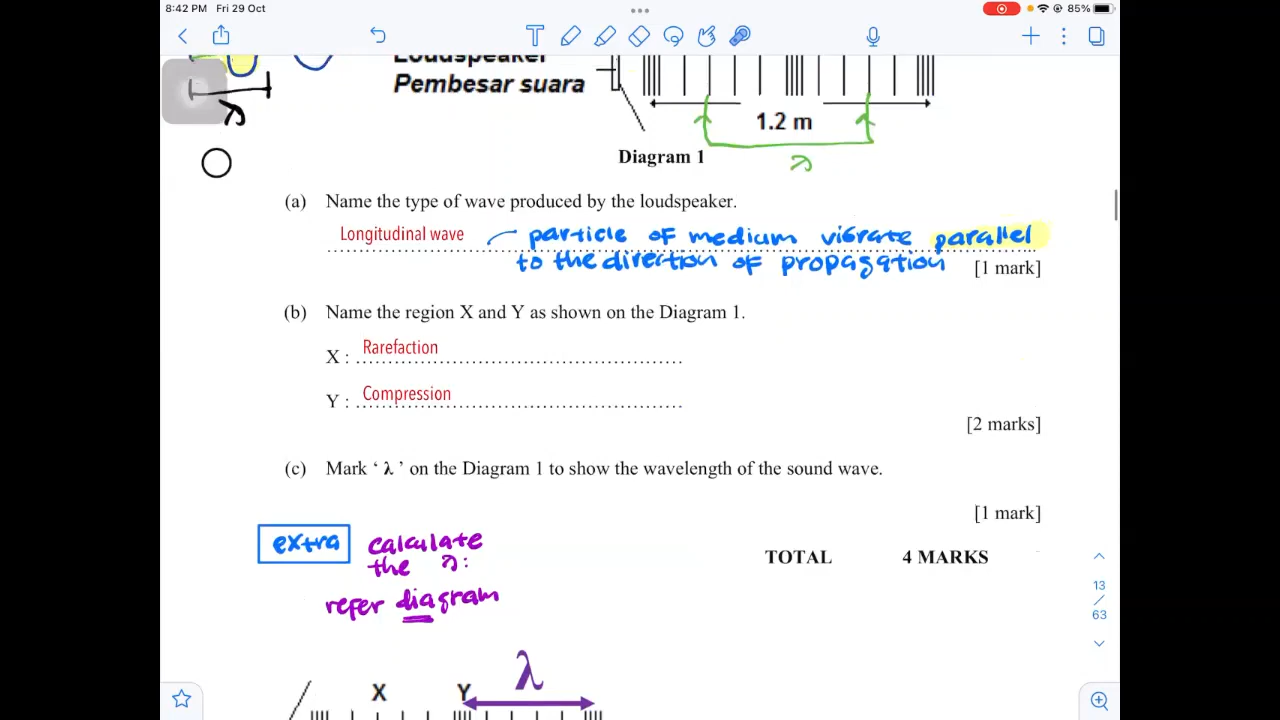 8:42 PM Fri 29 Oct
85%
Loudspeaker
Pembesar suara
λ
1.2 m
λ
Diagram 1
(a) Name the type of wave produced by the loudspeaker.
Longitudinal wave particle of medium vibrate parallel
to the direction of propagation
[1 mark]
(b) Name the region X and Y as shown on the Diagram 1.
X : Rarefaction
Y : Compression
[2 marks]
(c) Mark ‘ λ ’ on the Diagram 1 to show the wavelength of the sound wave.
[1 mark]
extra calculate
the λ:
TOTAL 4 MARKS
refer diagram
13
/
63
λ
X Y